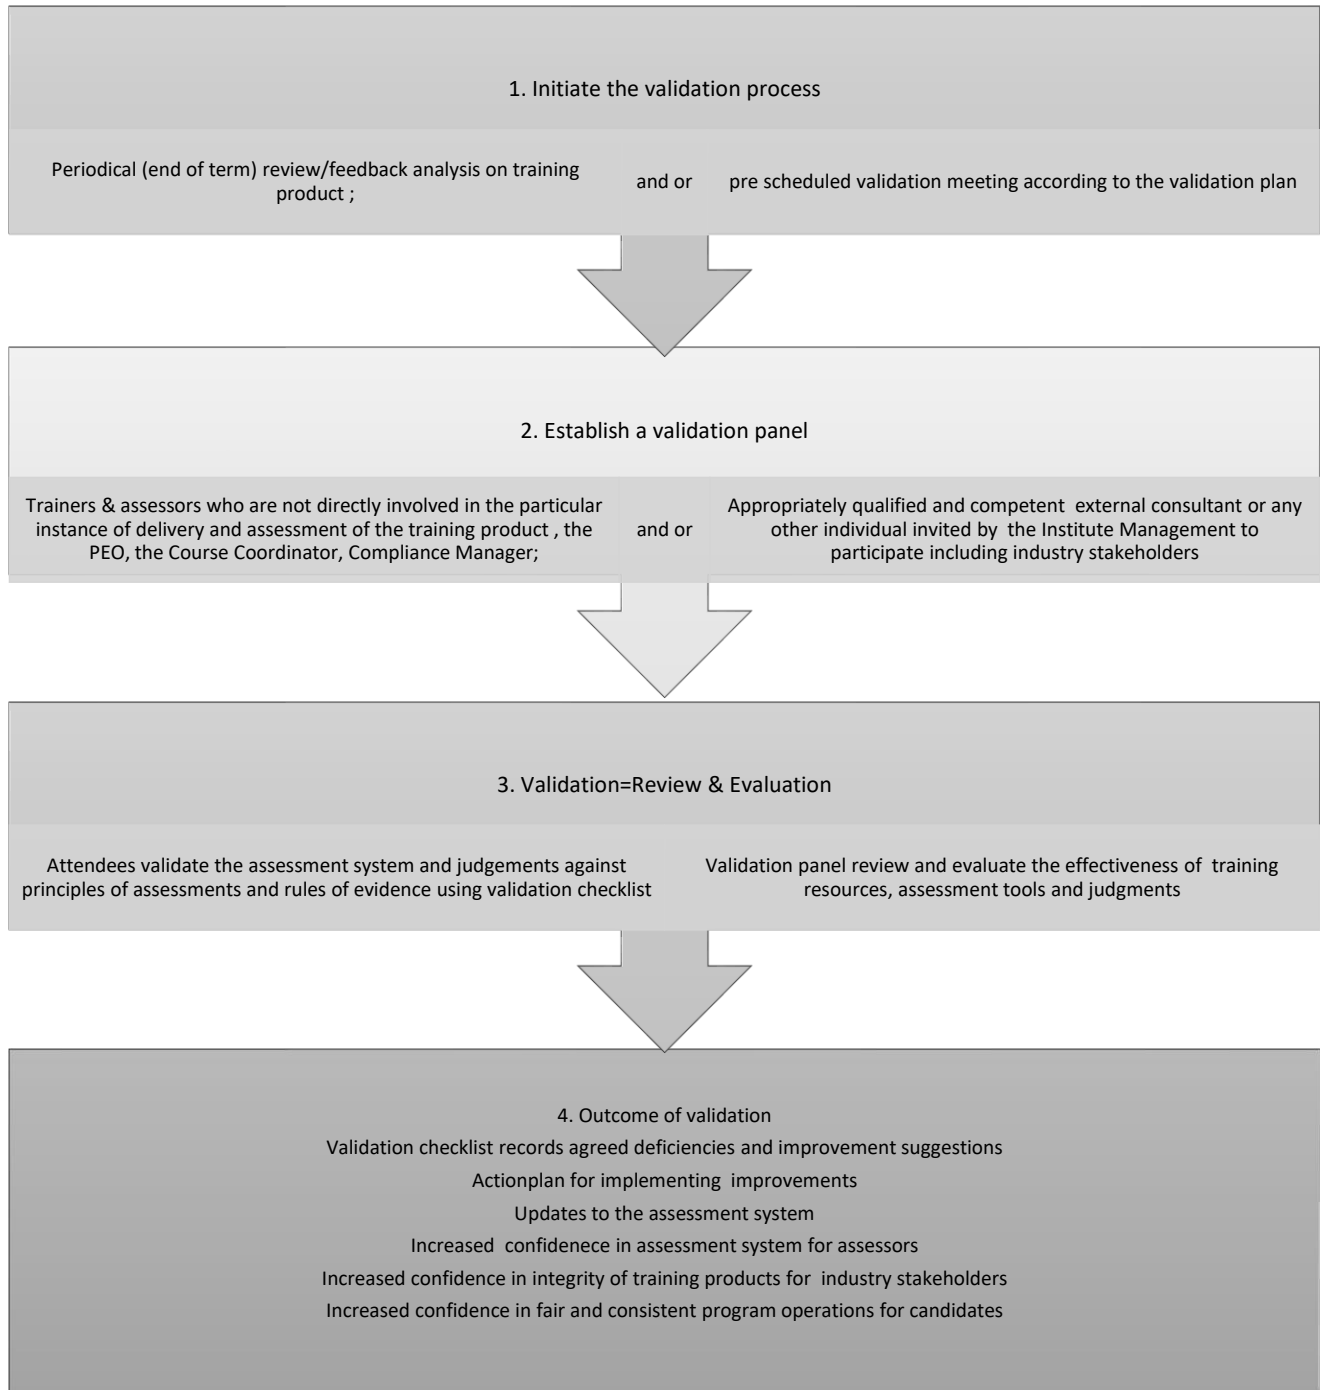 1. Initiate the validation process
Periodical (end of term) review/feedback analysis on training
product ;
and or
pre scheduled validation meeting according to the validation plan
2. Establish a validation panel
Trainers & assessors who are not directly involved in the particular
instance of delivery and assessment of the training product , the
PEO, the Course Coordinator, Compliance Manager;
and or
Appropriately qualified and competent  external consultant or any
other individual invited by  the Institute Management to
participate including industry stakeholders
3. Validation=Review & Evaluation
Attendees validate the assessment system and judgements against
principles of assessments and rules of evidence using validation checklist
Validation panel review and evaluate the effectiveness of  training
resources, assessment tools and judgments
4. Outcome of validation
Validation checklist records agreed deficiencies and improvement suggestions
Actionplan for implementing  improvements
Updates to the assessment system
Increased  confidenece in assessment system for assessors
Increased confidence in integrity of training products for  industry stakeholders
Increased confidence in fair and consistent program operations for candidates